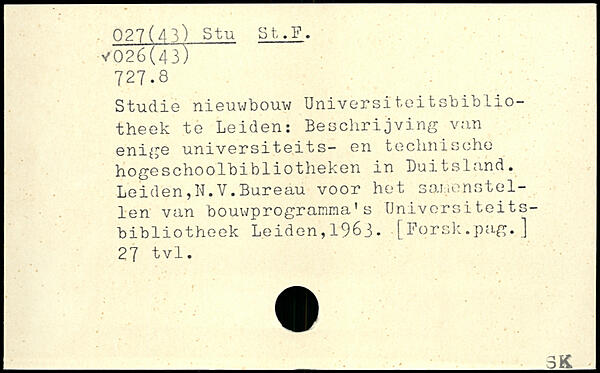 027(43) Stu St.F.
√026(43)
727.8
Studie nieuwbouw Universiteitsbiblio-
theek te Leiden: Beschrijving van
enige universiteits- en technische
hogeschoolbibliotheken in Duitsland.
Leiden,N.V.Bureau voor het samenstel-
len van bouwprogramma's Universiteits-
bibliotheek Leiden,1963. [Forsk.pag.]
27 tvl.
SK